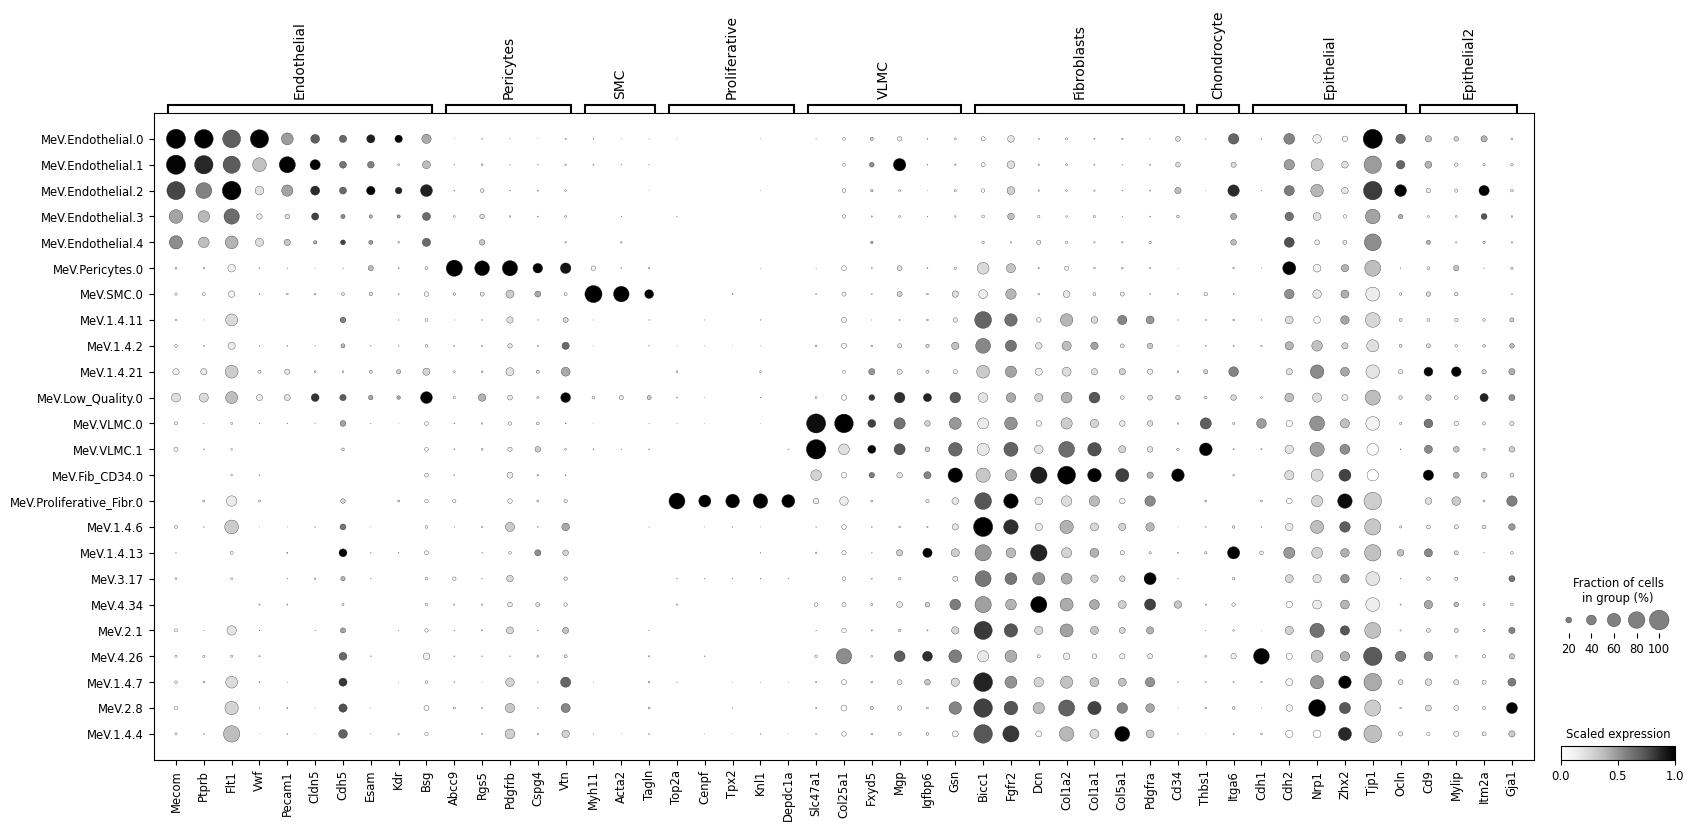 Endothelial
Pericytes
SMC
Proliferative
VLMC
Fibroblasts
Chondrocyte
Epithelial
Epithelial2
MeV.Endothelial.0
MeV.Endothelial.1
MeV.Endothelial.2
MeV.Endothelial.3
MeV.Endothelial.4
MeV.Pericytes.0
MeV.SMC.0
MeV.1.4.11
MeV.1.4.2
MeV.1.4.21
MeV.Low_Quality.0
MeV.VLMC.0
MeV.VLMC.1
MeV.Fib_CD34.0
MeV.Proliferative_Fibr.0
MeV.1.4.6
MeV.1.4.13
MeV.3.17
MeV.4.34
MeV.2.1
MeV.4.26
MeV.1.4.7
MeV.2.8
MeV.1.4.4
Mecom
Ptprb
Flt1
Vwf
Pecam1
Cldn5
Cdh5
Esam
Kdr
Bsg
Abcc9
Rgs5
Pdgfrb
Cspg4
Vtn
Myh11
Acta2
Tagln
Top2a
Cenpf
Tpx2
Knl1
Depdc1a
Slc47a1
Col25a1
Fxyd5
Mgp
Igfbp6
Gsn
Bicc1
Fgfr2
Dcn
Col1a2
Col1a1
Col5a1
Pdgfra
Cd34
Thbs1
Itga6
Cdh1
Cdh2
Nrp1
Zhx2
Tjp1
Ocln
Cd9
Mylip
Itm2a
Gja1
Fraction of cells
in group (%)
20 40 60 80 100
Scaled expression
0.0 0.5 1.0